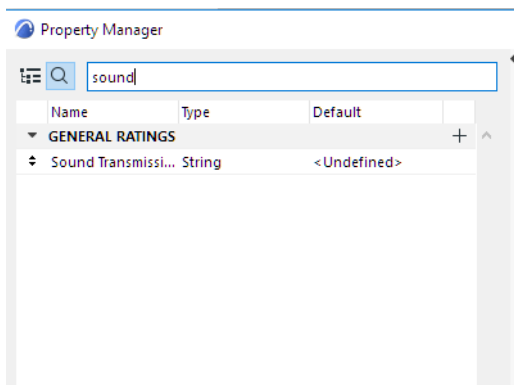 Property Manager
sound
Name Type Default
GENERAL RATINGS
Sound Transmissi... String <Undefined>